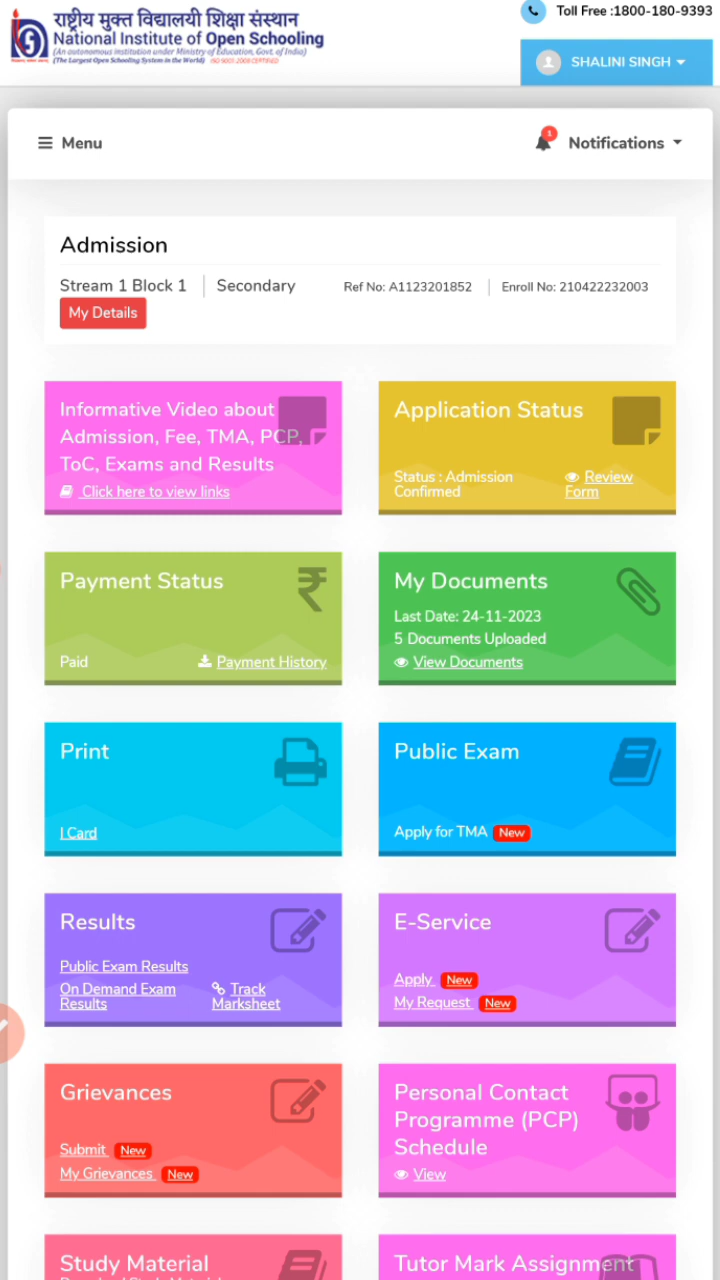 राष्ट्रीय मुक्त विद्यालयी शिक्षा संस्थान
National Institute of Open Schooling
(An autonomous institution under Ministry of Education, Govt. of India)
(The Largest Open Schooling System in the World) ISO 9001:2008 CERTIFIED
Toll Free :1800-180-9393
SHALINI SINGH
Menu
1
Notifications
Admission
Stream 1 Block 1 Secondary Ref No: A1123201852 Enroll No: 210422232003
My Details
Informative Video about
Admission, Fee, TMA, PCP,
ToC, Exams and Results
Click here to view links
Application Status
Status : Admission
Confirmed
Review
Form
Payment Status
Paid Payment History
My Documents
Last Date: 24-11-2023
5 Documents Uploaded
View Documents
Print
I Card
Public Exam
Apply for TMA New
Results
Public Exam Results
On Demand Exam
Results
Track
Marksheet
E-Service
Apply New
My Request New
Grievances
Submit New
My Grievances New
Personal Contact
Programme (PCP)
Schedule
View
Study Material
Tutor Mark Assignment